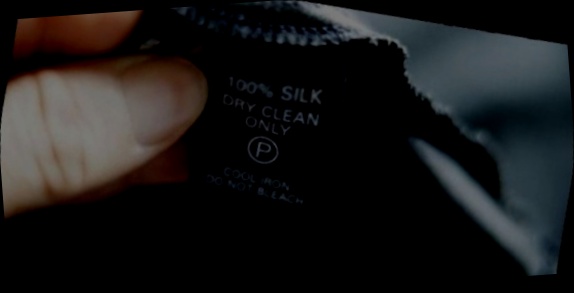 100% SILK
DRY CLEAN
ONLY
P
COOL IRON
DO NOT BLEACH